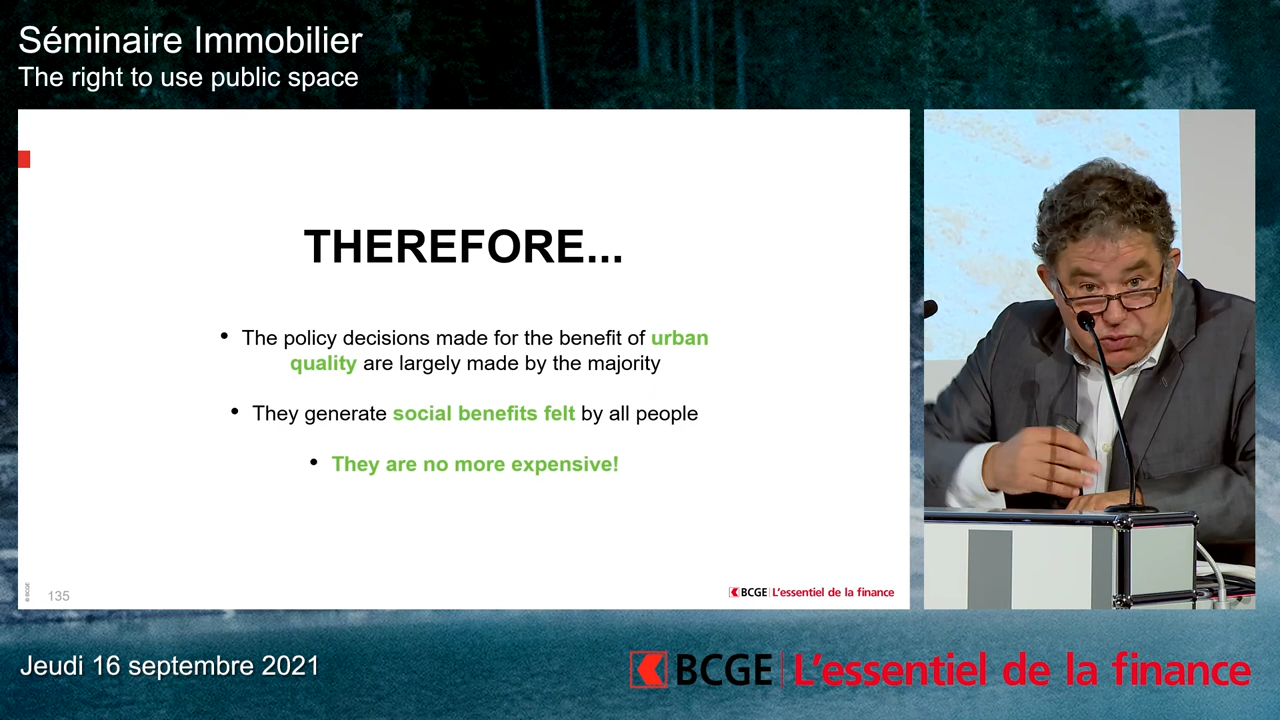 Séminaire Immobilier
The right to use public space
THEREFORE...
• The policy decisions made for the benefit of urban
quality are largely made by the majority
• They generate social benefits felt by all people
• They are no more expensive!
© BCGE
135
BCGE L'essentiel de la finance
Jeudi 16 septembre 2021
BCGE L'essentiel de la finance